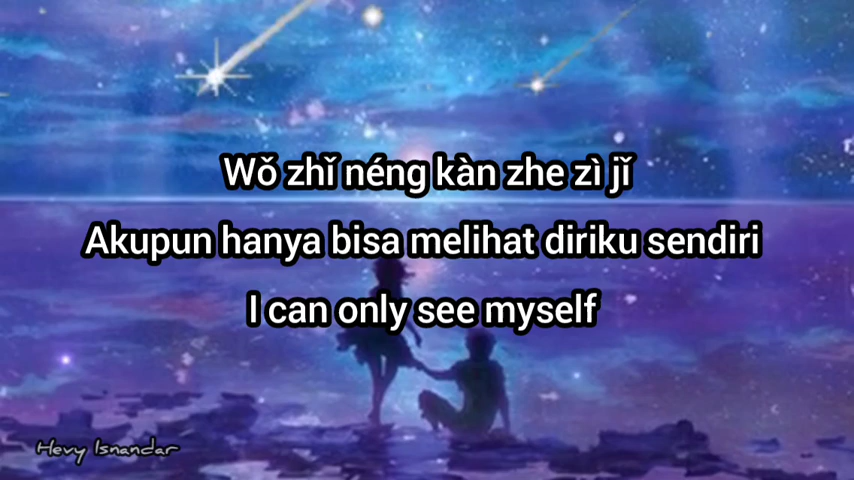 Wǒ zhǐ néng kàn zhe zì jǐ
Akupun hanya bisa melihat diriku sendiri
I can only see myself
Hevy Isnandar